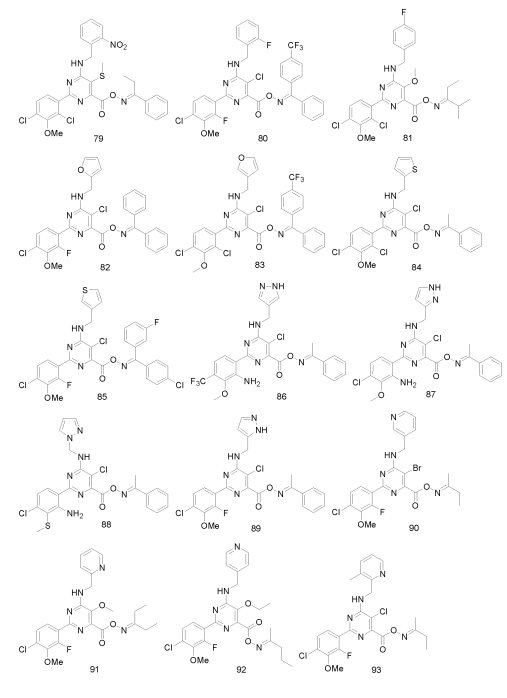 NO₂
HN S
N
N O O N
Cl Cl O
OMe
79
F CF₃
HN Cl
N
N O O N
Cl F O
OMe
80
F
HN O
N
N O O N
Cl Cl O
OMe
81
O
HN Cl
N
N O O N
Cl F O
OMe
82
O CF₃
HN Cl
N
N O O N
Cl Cl O
O
83
S
HN Cl
N
N O O N
Cl Cl O
OMe
84
S F
HN Cl
N
N O O N
Cl F O Cl
OMe
85
N NH
HN Cl
N
N O O N
F₃C NH₂ O
O
86
NH N
HN Cl
N
N O O N
Cl NH₂ O
O
87
N N
NH Cl
N
N O O N
Cl NH₂ O
S
88
N NH
HN Cl
N
N O O N
Cl F O
OMe
89
N
HN Br
N
N O O N
Cl F O
OMe
90
N
HN O
N
N O O N
Cl F O
OMe
91
N
HN O
N
N O O N
Cl F
OMe
92
N
HN Cl
N
N O O N
Cl F O
OMe
93